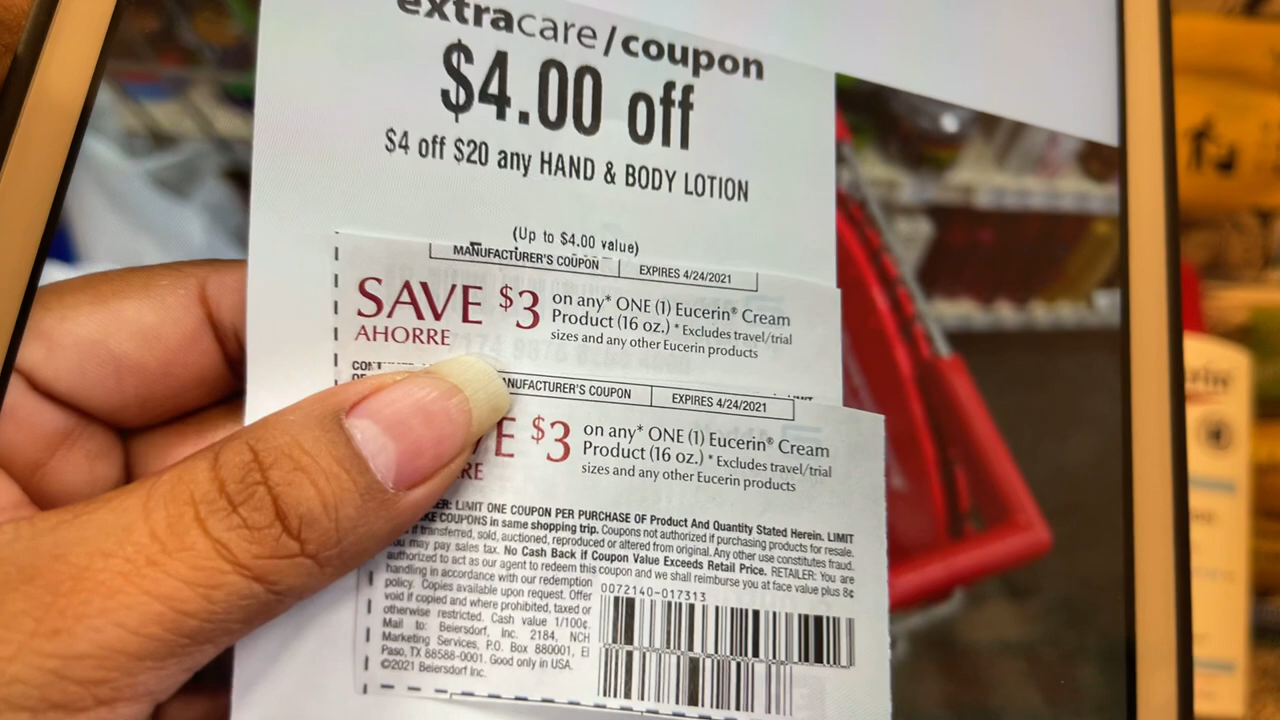 extracare/coupon
$4.00 off
$4 off $20 any HAND & BODY LOTION
(Up to $4.00 value)
MANUFACTURER'S COUPON EXPIRES 4/24/2021
SAVE $3 on any* ONE (1) Eucerin® Cream
AHORRE Product (16 oz.) *Excludes travel/trial
sizes and any other Eucerin products
MANUFACTURER'S COUPON EXPIRES 4/24/2021
$3 on any* ONE (1) Eucerin® Cream
Product (16 oz.) *Excludes travel/trial
sizes and any other Eucerin products
LIMIT ONE COUPON PER PURCHASE OF Product And Quantity Stated Herein. LIMIT
COUPONS in same shopping trip. Coupons not authorized if purchasing products for resale.
if transferred, sold, auctioned, reproduced or altered from original. Any other use constitutes fraud.
may pay sales tax. No Cash Back if Coupon Value Exceeds Retail Price. RETAILER: You are
authorized to act as our agent to redeem this coupon and we shall reimburse you at face value plus 8¢
handling in accordance with our redemption
policy. Copies available upon request. Offer
void if copied and where prohibited, taxed or
otherwise restricted. Cash value 1/100¢.
Mail to: Beiersdorf, Inc. 2184, NCH
Marketing Services, P.O. Box 880001, El
Paso, TX 88588-0001. Good only in USA.
©2021 Beiersdorf Inc.
0072140-017313